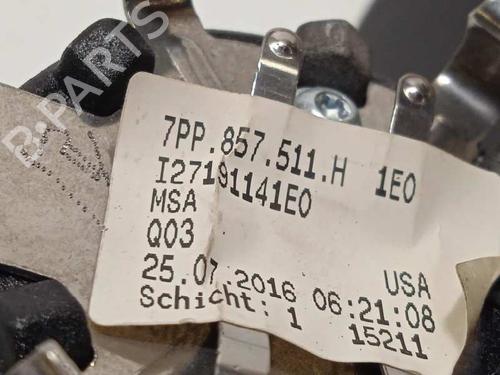 B-PARTS
7PP.857.511.H 1E0
I27191141E0
MSA
Q03 USA
25.07.2016 06:21:08
Schicht: 1 15211